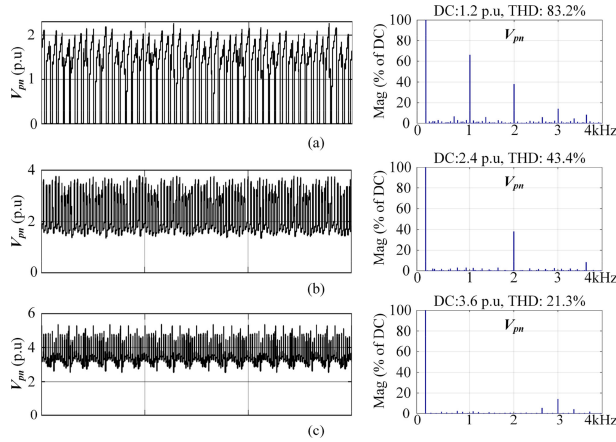 V_pn (p.u)
2
1
0
(a)
DC:1.2 p.u, THD: 83.2%
Mag (% of DC)
100
80
60
40
20
0
V_pn
0 1 2 3 4kHz
V_pn (p.u)
4
2
0
(b)
DC:2.4 p.u, THD: 43.4%
Mag (% of DC)
100
80
60
40
20
0
V_pn
0 1 2 3 4kHz
V_pn (p.u)
6
4
2
0
(c)
DC:3.6 p.u, THD: 21.3%
Mag (% of DC)
100
80
60
40
20
0
V_pn
0 1 2 3 4kHz